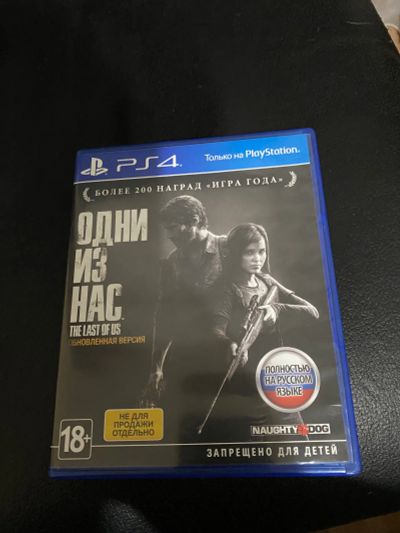 PS4
Только на PlayStation.
БОЛЕЕ 200 НАГРАД «ИГРА ГОДА»
ОДНИ
ИЗ
НАС
THE LAST OF US
ОБНОВЛЕННАЯ ВЕРСИЯ
ПОЛНОСТЬЮ
НА РУССКОМ
ЯЗЫКЕ
НЕ ДЛЯ
ПРОДАЖИ
ОТДЕЛЬНО
18+
NAUGHTY DOG
ЗАПРЕЩЕНО ДЛЯ ДЕТЕЙ